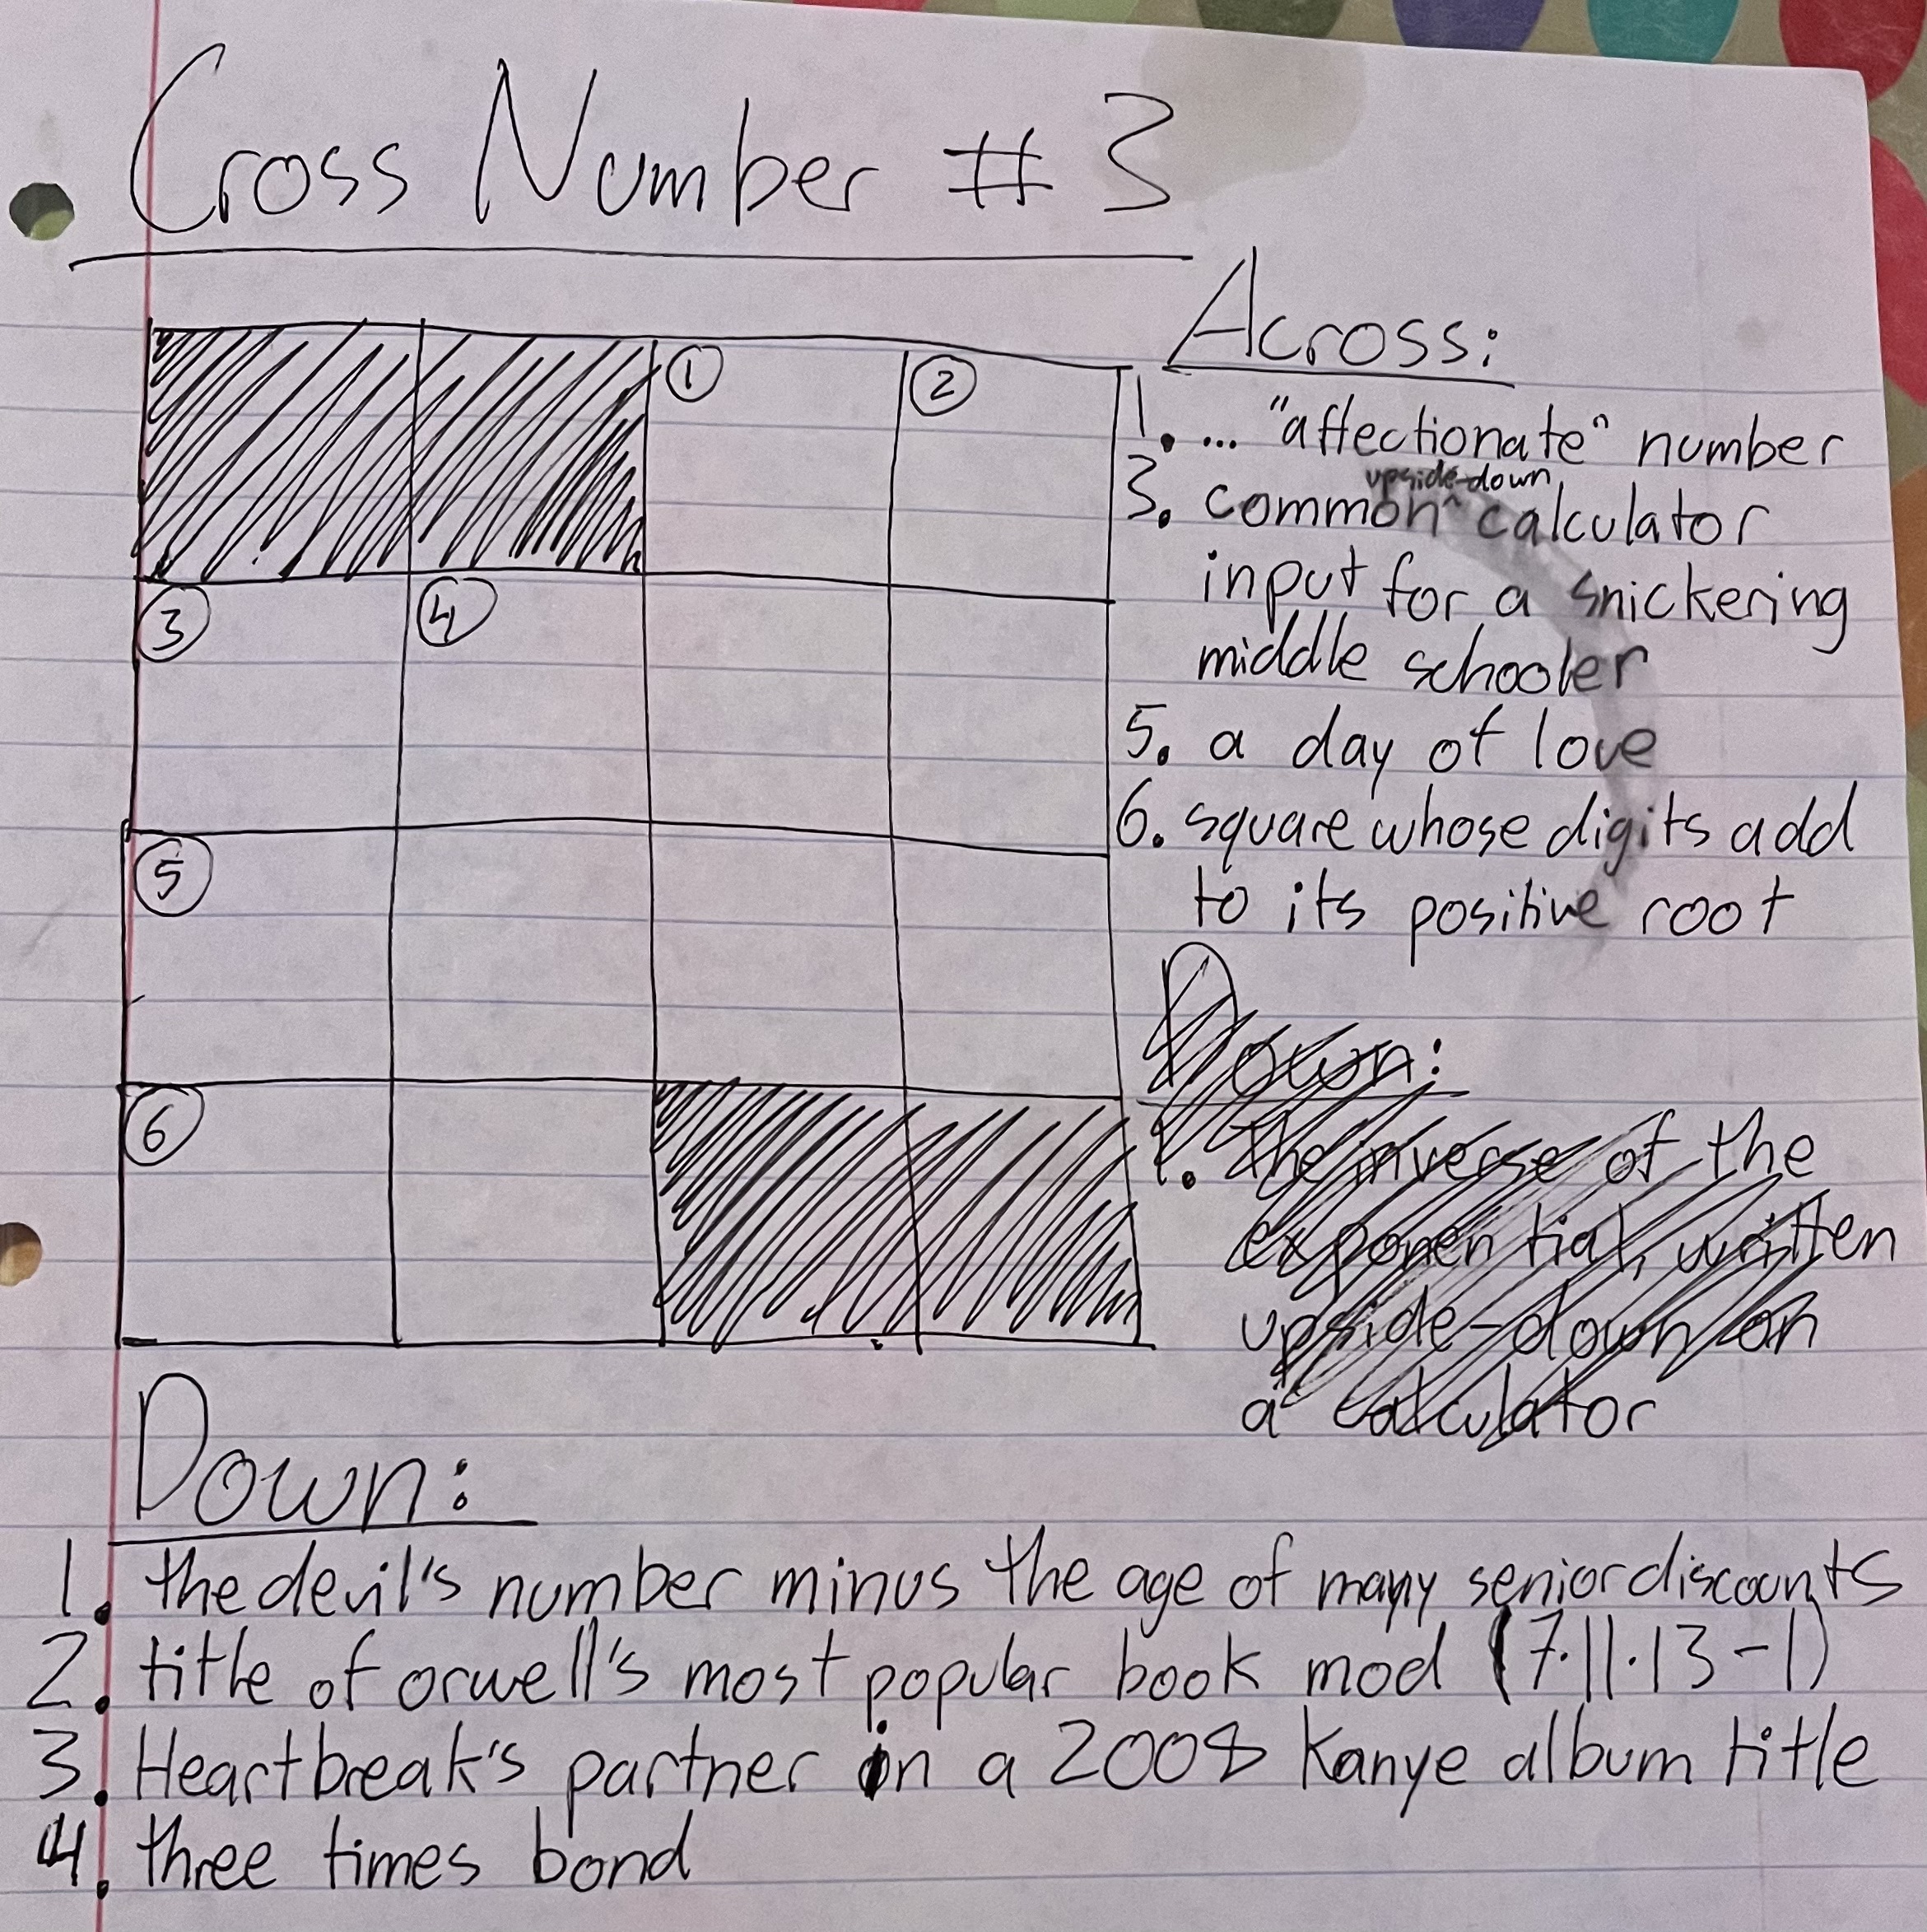 Cross Number # 3
Across:
1. ... "affectionate" number
3. common ^ upside-down calculator
input for a snickering
middle schooler
5. a day of love
6. square whose digits add
to its positive root
Down:
1. the inverse of the
exponential, written
upside-down on
a calculator
1 2
3 4
5
6
Down:
1. the devil's number minus the age of many senior discounts
2. title of orwell's most popular book mod (7·11·13-1)
3. Heartbreak's partner in a 2008 Kanye album title
4. three times bond